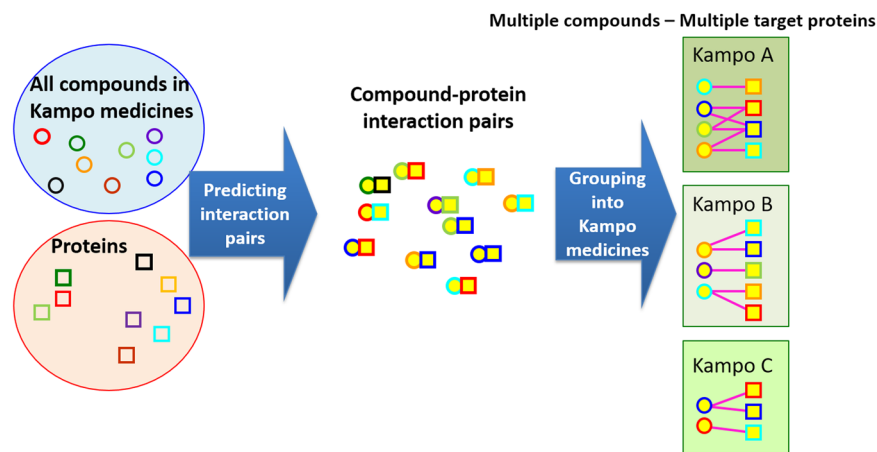 Multiple compounds – Multiple target proteins
All compounds in
Kampo medicines
Proteins
Predicting
interaction
pairs
Compound-protein
interaction pairs
Grouping
into
Kampo
medicines
Kampo A
Kampo B
Kampo C